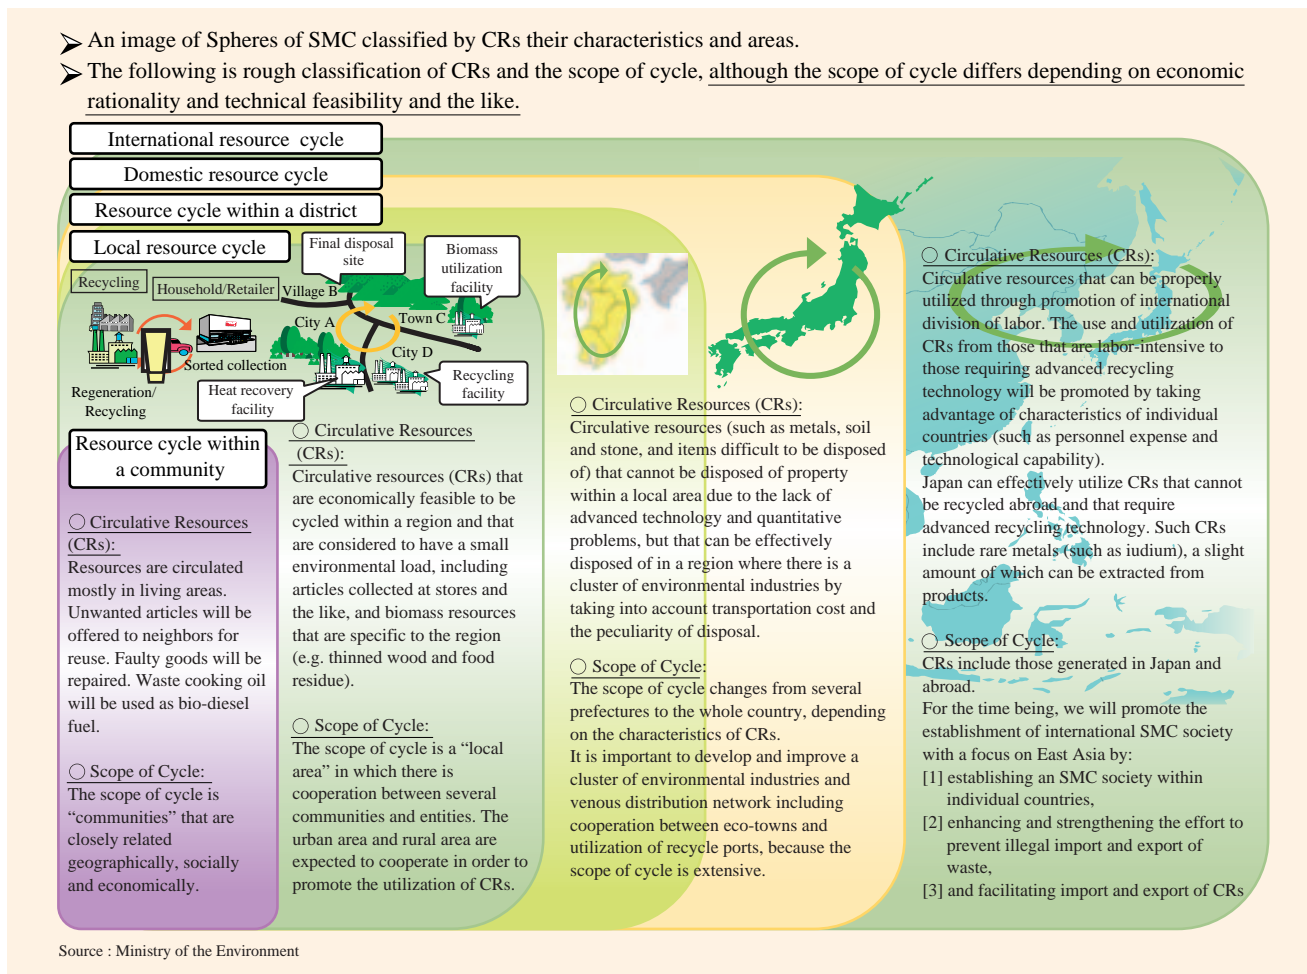 An image of Spheres of SMC classified by CRs their characteristics and areas.
The following is rough classification of CRs and the scope of cycle, although the scope of cycle differs depending on economic
rationality and technical feasibility and the like.
International resource cycle
Domestic resource cycle
Resource cycle within a district
Local resource cycle
Recycling
Household/Retailer
Final disposal
site
Biomass
utilization
facility
Village B
City A
Town C
City D
Sorted collection
Regeneration/
Recycling
Heat recovery
facility
Recycling
facility
Resource cycle within
a community
○ Circulative Resources
(CRs):
Resources are circulated
mostly in living areas.
Unwanted articles will be
offered to neighbors for
reuse. Faulty goods will be
repaired. Waste cooking oil
will be used as bio-diesel
fuel.
○ Scope of Cycle:
The scope of cycle is
“communities” that are
closely related
geographically, socially
and economically.
○ Circulative Resources
(CRs):
Circulative resources (CRs) that
are economically feasible to be
cycled within a region and that
are considered to have a small
environmental load, including
articles collected at stores and
the like, and biomass resources
that are specific to the region
(e.g. thinned wood and food
residue).
○ Scope of Cycle:
The scope of cycle is a “local
area” in which there is
cooperation between several
communities and entities. The
urban area and rural area are
expected to cooperate in order to
promote the utilization of CRs.
○ Circulative Resources (CRs):
Circulative resources (such as metals, soil
and stone, and items difficult to be disposed
of) that cannot be disposed of property
within a local area due to the lack of
advanced technology and quantitative
problems, but that can be effectively
disposed of in a region where there is a
cluster of environmental industries by
taking into account transportation cost and
the peculiarity of disposal.
○ Scope of Cycle:
The scope of cycle changes from several
prefectures to the whole country, depending
on the characteristics of CRs.
It is important to develop and improve a
cluster of environmental industries and
venous distribution network including
cooperation between eco-towns and
utilization of recycle ports, because the
scope of cycle is extensive.
○ Circulative Resources (CRs):
Circulative resources that can be properly
utilized through promotion of international
division of labor. The use and utilization of
CRs from those that are labor-intensive to
those requiring advanced recycling
technology will be promoted by taking
advantage of characteristics of individual
countries (such as personnel expense and
technological capability).
Japan can effectively utilize CRs that cannot
be recycled abroad and that require
advanced recycling technology. Such CRs
include rare metals (such as iudium), a slight
amount of which can be extracted from
products.
○ Scope of Cycle:
CRs include those generated in Japan and
abroad.
For the time being, we will promote the
establishment of international SMC society
with a focus on East Asia by:
[1] establishing an SMC society within
individual countries,
[2] enhancing and strengthening the effort to
prevent illegal import and export of
waste,
[3] and facilitating import and export of CRs
Source : Ministry of the Environment